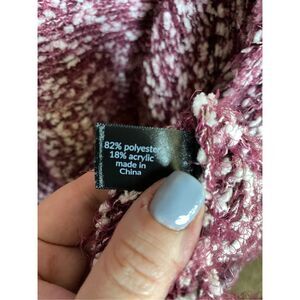 82% polyester
18% acrylic
made in
China